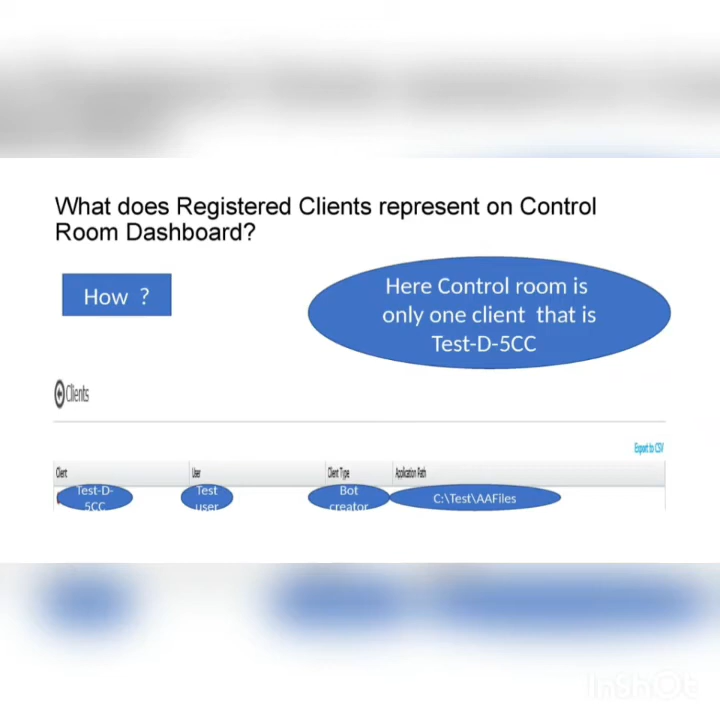 What does Registered Clients represent on Control
Room Dashboard?
How ?
Here Control room is
only one client that is
Test-D-5CC
Clients
Export to CSV
Client User Client Type Application Path
Test-D-
5CC
Test
user
Bot
creator
C:\Test\AAFiles
InShOt